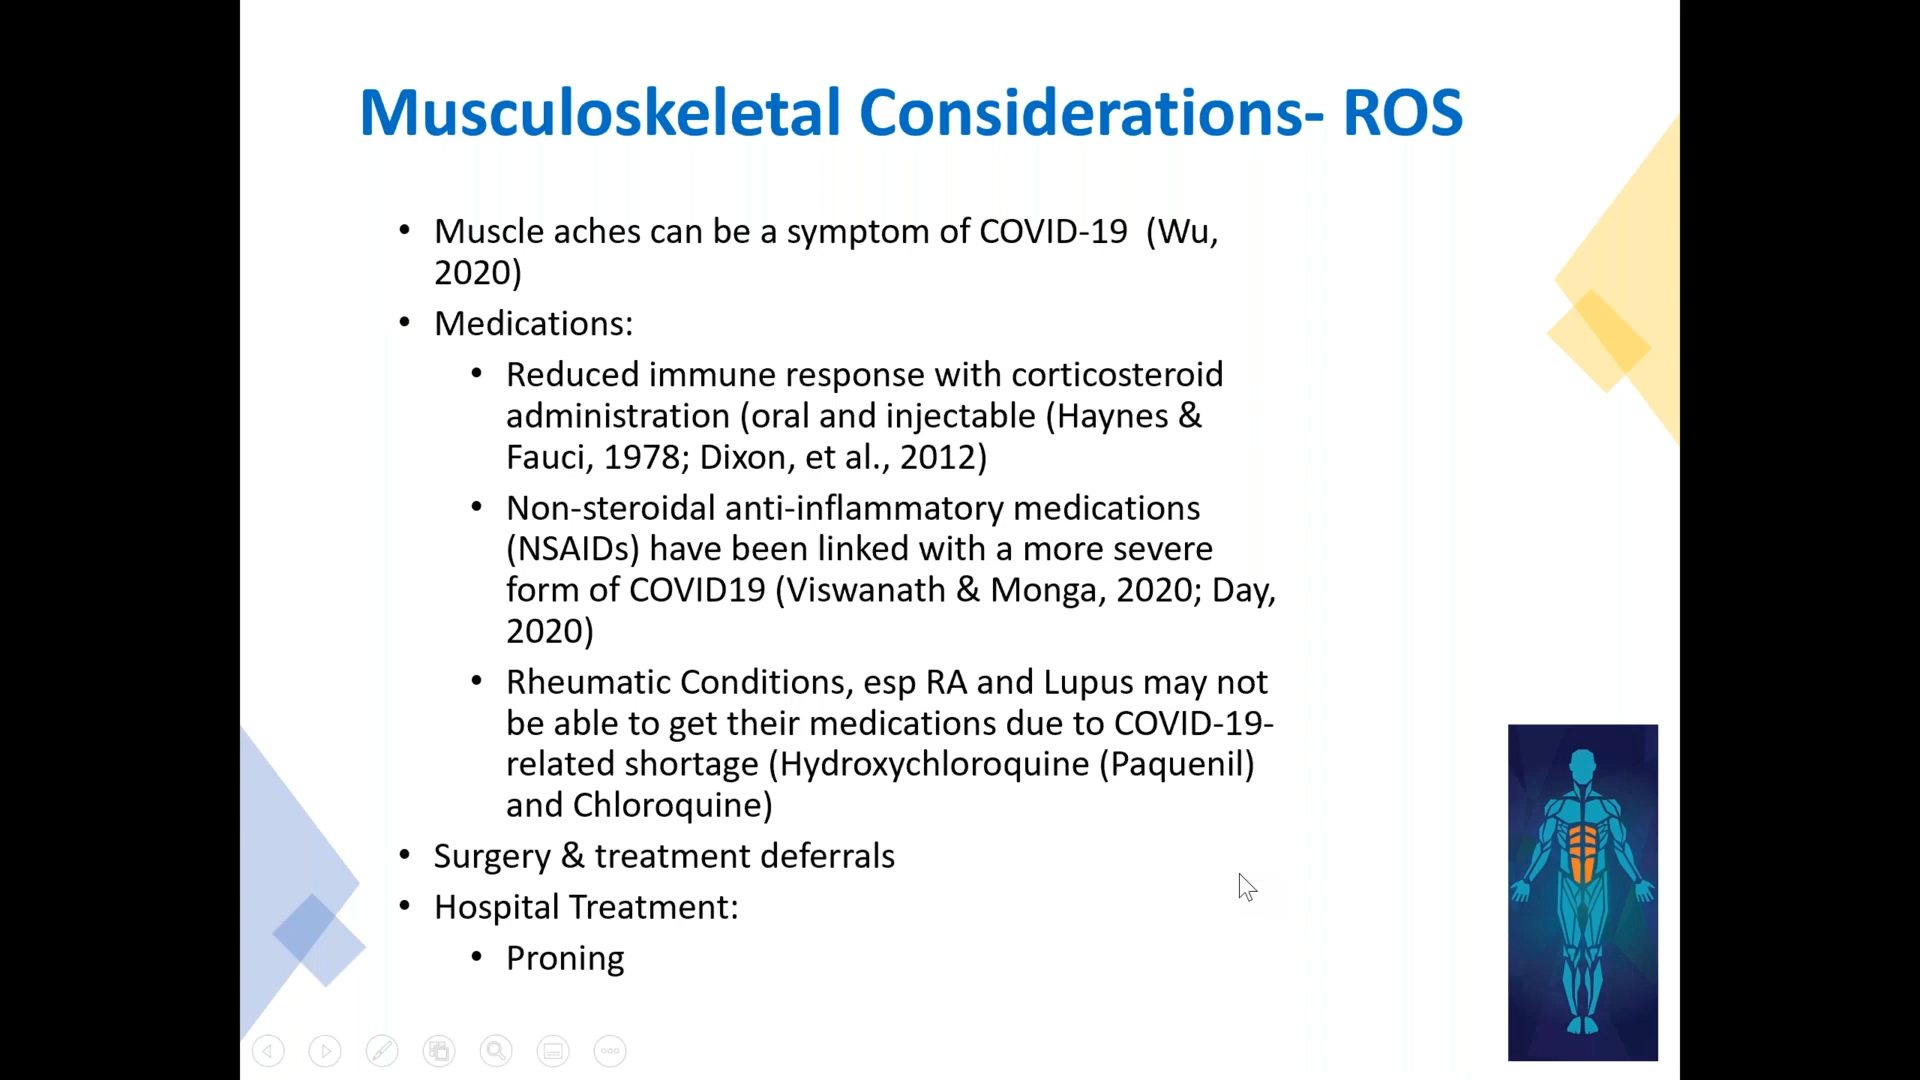 Musculoskeletal Considerations- ROS
• Muscle aches can be a symptom of COVID-19  (Wu,
2020)
• Medications:
• Reduced immune response with corticosteroid
administration (oral and injectable (Haynes &
Fauci, 1978; Dixon, et al., 2012)
• Non-steroidal anti-inflammatory medications
(NSAIDs) have been linked with a more severe
form of COVID19 (Viswanath & Monga, 2020; Day,
2020)
• Rheumatic Conditions, esp RA and Lupus may not
be able to get their medications due to COVID-19-
related shortage (Hydroxychloroquine (Paquenil)
and Chloroquine)
• Surgery & treatment deferrals
• Hospital Treatment:
• Proning